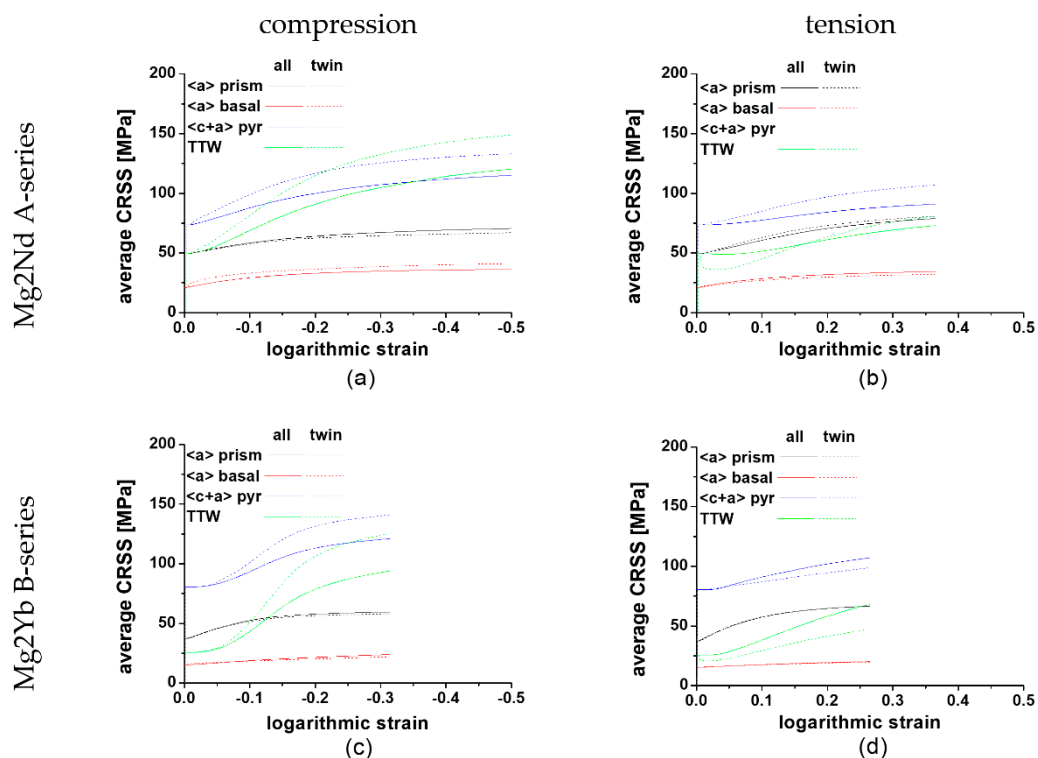 compression
tension
Mg2Nd A-series
average CRSS [MPa]
200
150
100
50
0
all twin
<a> prism
<a> basal
<c+a> pyr
TTW
0.0 -0.1 -0.2 -0.3 -0.4 -0.5
logarithmic strain
(a)
average CRSS [MPa]
200
150
100
50
0
all twin
<a> prism
<a> basal
<c+a> pyr
TTW
0.0 0.1 0.2 0.3 0.4 0.5
logarithmic strain
(b)
Mg2Yb B-series
average CRSS [MPa]
200
150
100
50
0
all twin
<a> prism
<a> basal
<c+a> pyr
TTW
0.0 -0.1 -0.2 -0.3 -0.4 -0.5
logarithmic strain
(c)
average CRSS [MPa]
200
150
100
50
0
all twin
<a> prism
<a> basal
<c+a> pyr
TTW
0.0 0.1 0.2 0.3 0.4 0.5
logarithmic strain
(d)